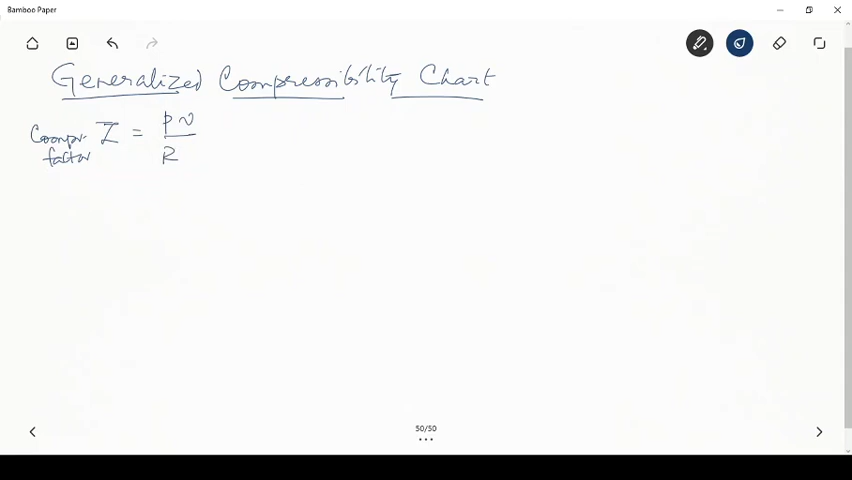 Bamboo Paper
Generalized Compressibility Chart
Compr. factor Z = pv
R
50/50